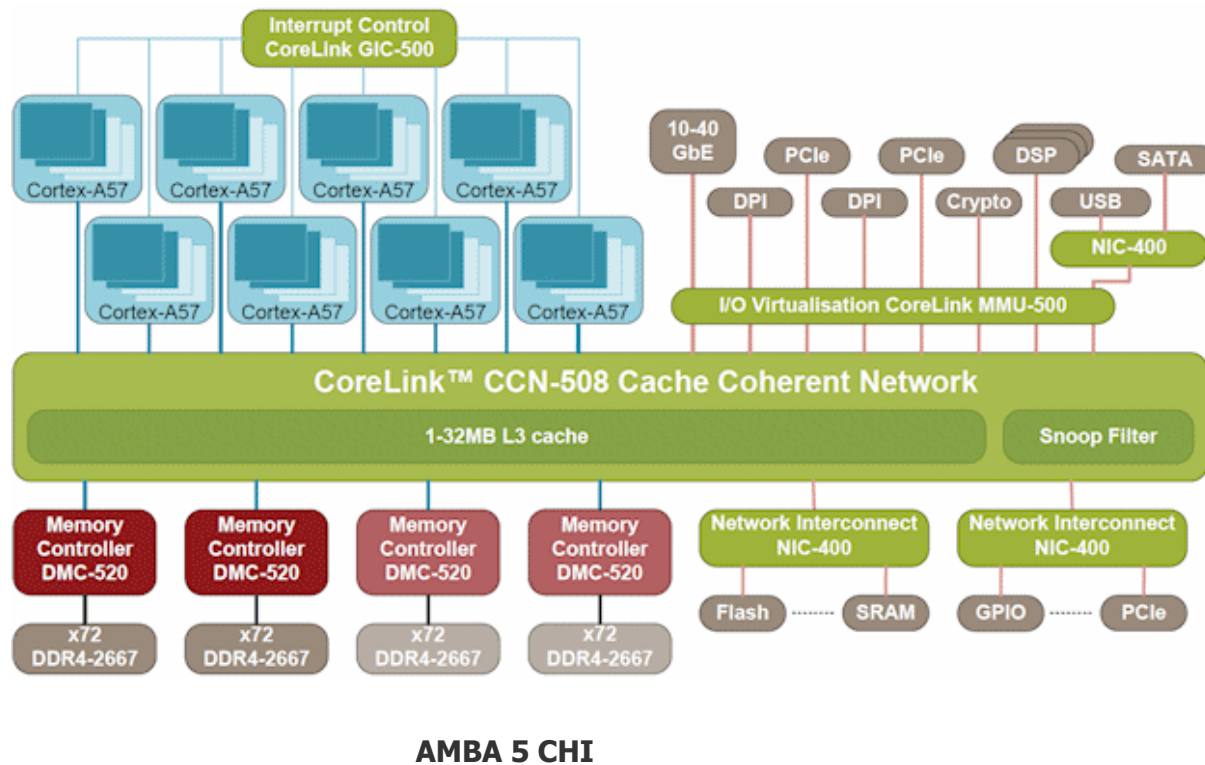 Interrupt Control
CoreLink GIC-500
Cortex-A57
Cortex-A57
Cortex-A57
Cortex-A57
Cortex-A57
Cortex-A57
Cortex-A57
Cortex-A57
10-40
GbE
PCIe
PCIe
DSP
SATA
DPI
DPI
Crypto
USB
NIC-400
I/O Virtualisation CoreLink MMU-500
CoreLink™ CCN-508 Cache Coherent Network
1-32MB L3 cache
Snoop Filter
Memory
Controller
DMC-520
Memory
Controller
DMC-520
Memory
Controller
DMC-520
Memory
Controller
DMC-520
Network Interconnect
NIC-400
Network Interconnect
NIC-400
x72
DDR4-2667
x72
DDR4-2667
x72
DDR4-2667
x72
DDR4-2667
Flash
SRAM
GPIO
PCIe
AMBA 5 CHI